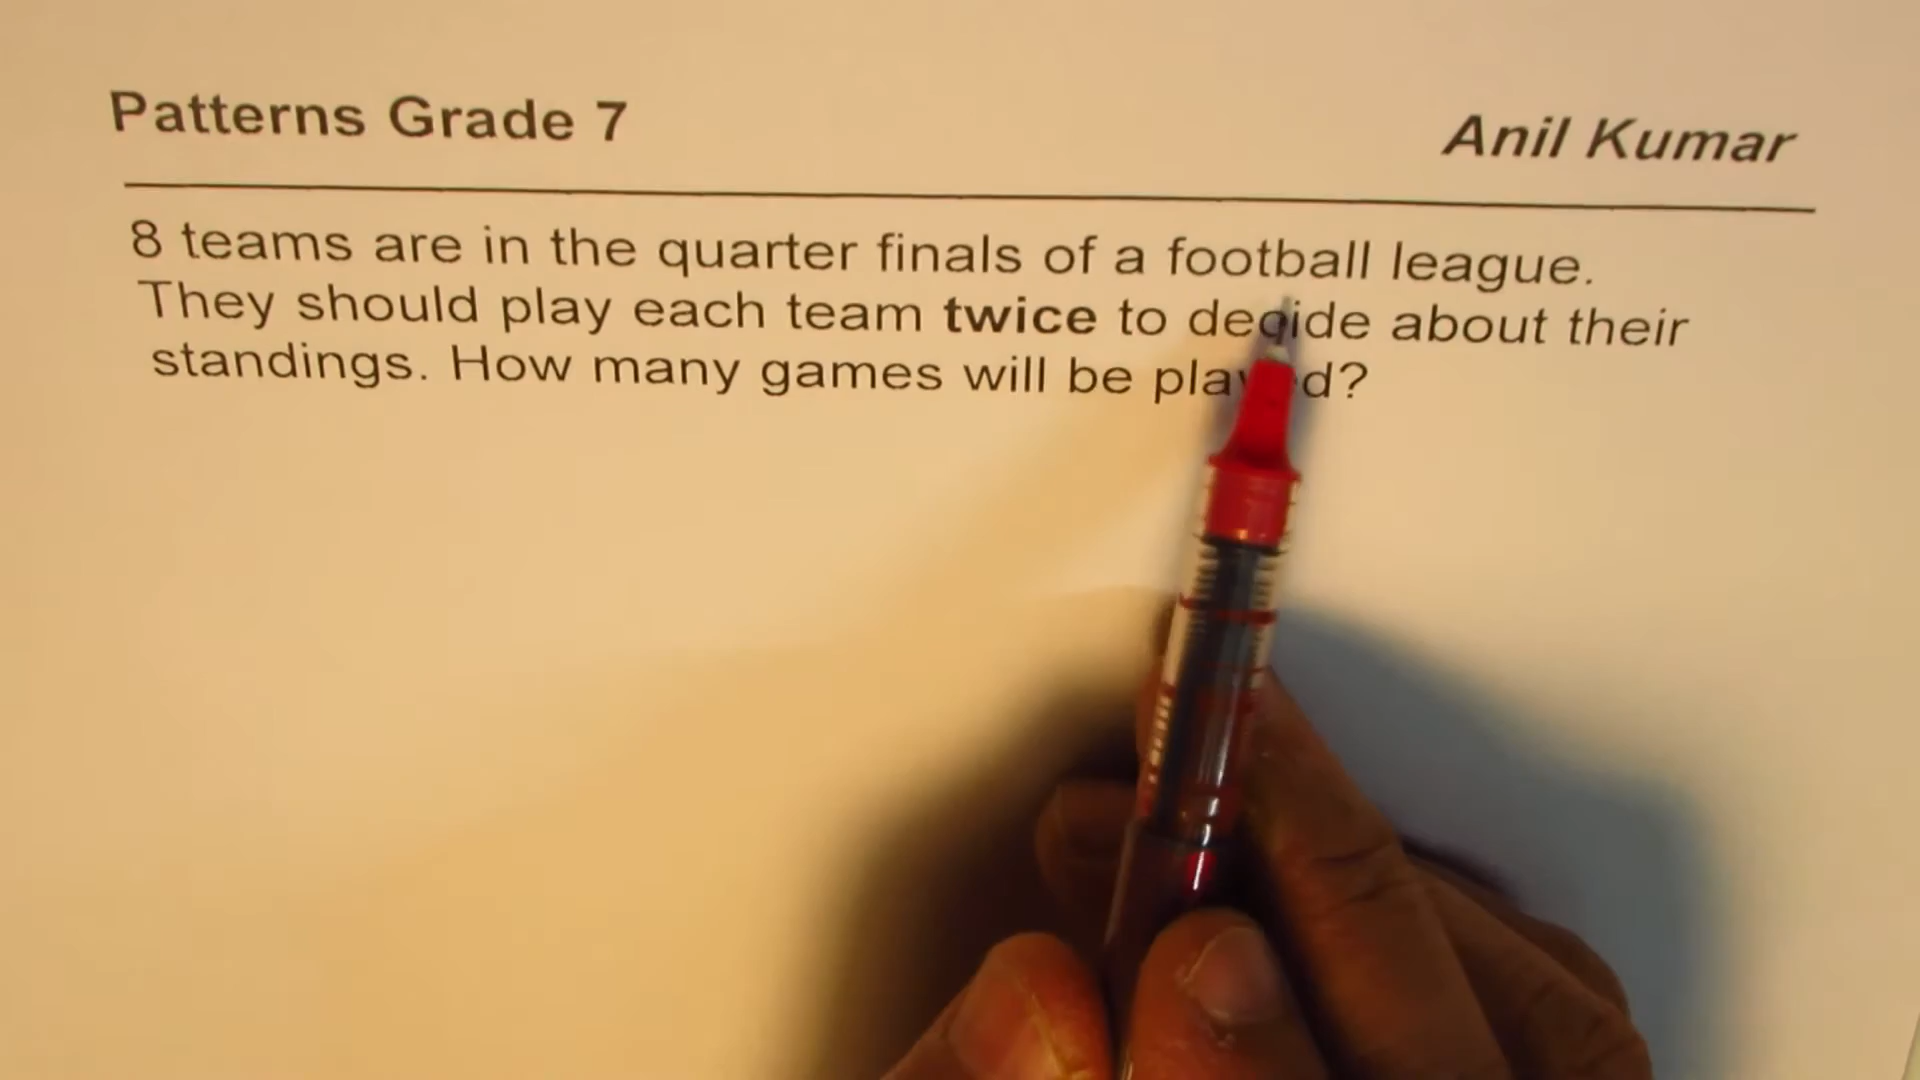 Patterns Grade 7
Anil Kumar
8 teams are in the quarter finals of a football league.
They should play each team twice to decide about their
standings. How many games will be played?